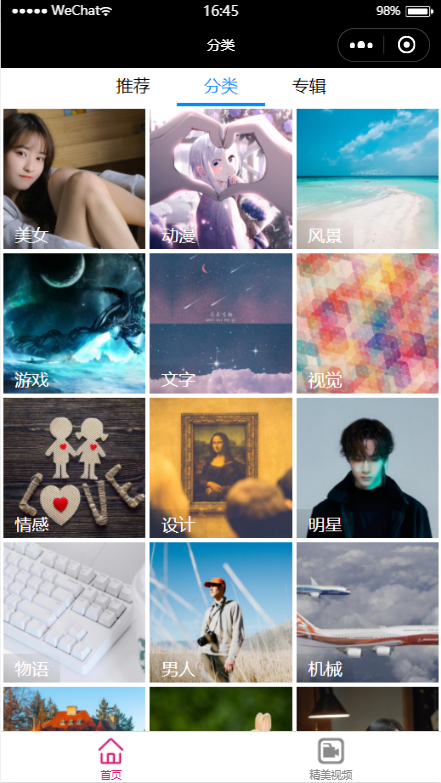 ●●●●● WeChat 16:45 98%
分类
推荐 分类 专辑
美女 动漫 风景
游戏 文字 视觉
情感 设计 明星
LOVE
物语 男人 机械
首页 精美视频